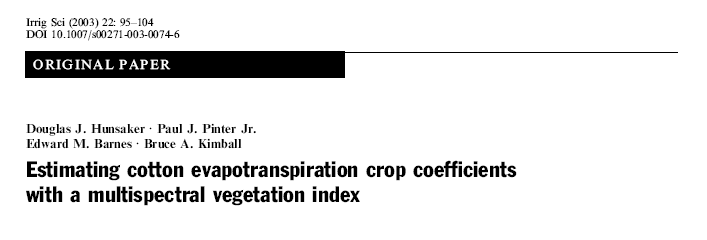 Irrig Sci (2003) 22: 95–104
DOI 10.1007/s00271-003-0074-6
ORIGINAL PAPER
Douglas J. Hunsaker · Paul J. Pinter Jr.
Edward M. Barnes · Bruce A. Kimball
Estimating cotton evapotranspiration crop coefficients
with a multispectral vegetation index